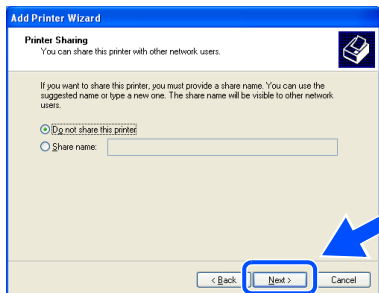 Add Printer Wizard
Printer Sharing
You can share this printer with other network users.
If you want to share this printer, you must provide a share name. You can use the
suggested name or type a new one. The share name will be visible to other network
users.
Do not share this printer
Share name:
< Back Next > Cancel